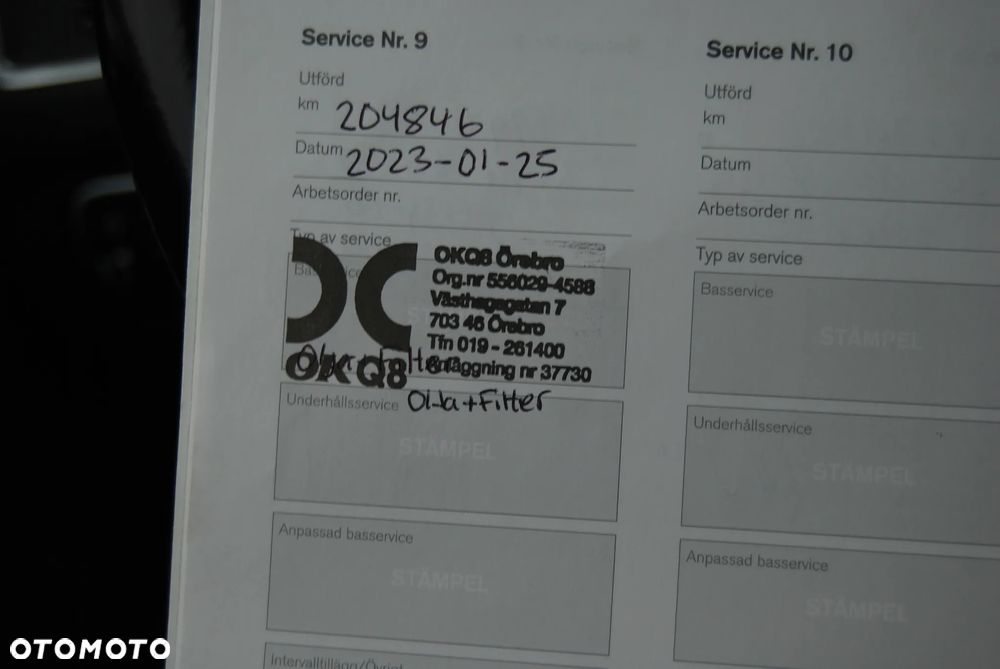 Service Nr. 9
Utförd
km 204846
Datum 2023-01-25
Arbetsorder nr.
Typ av service
OKQ8 Örebro
Org.nr 556029-4588
Västhagagatan 7
703 46 Örebro
Tfn 019 - 261400
Anläggning nr 37730
OKQ8
Underhållsservice Olja+Filter
STÄMPEL
Anpassad basservice
STÄMPEL
Intervalltillägg/Övrigt
Service Nr. 10
Utförd
km
Datum
Arbetsorder nr.
Typ av service
Basservice
STÄMPEL
Underhållsservice
STÄMPEL
Anpassad basservice
STÄMPEL
OTOMOTO